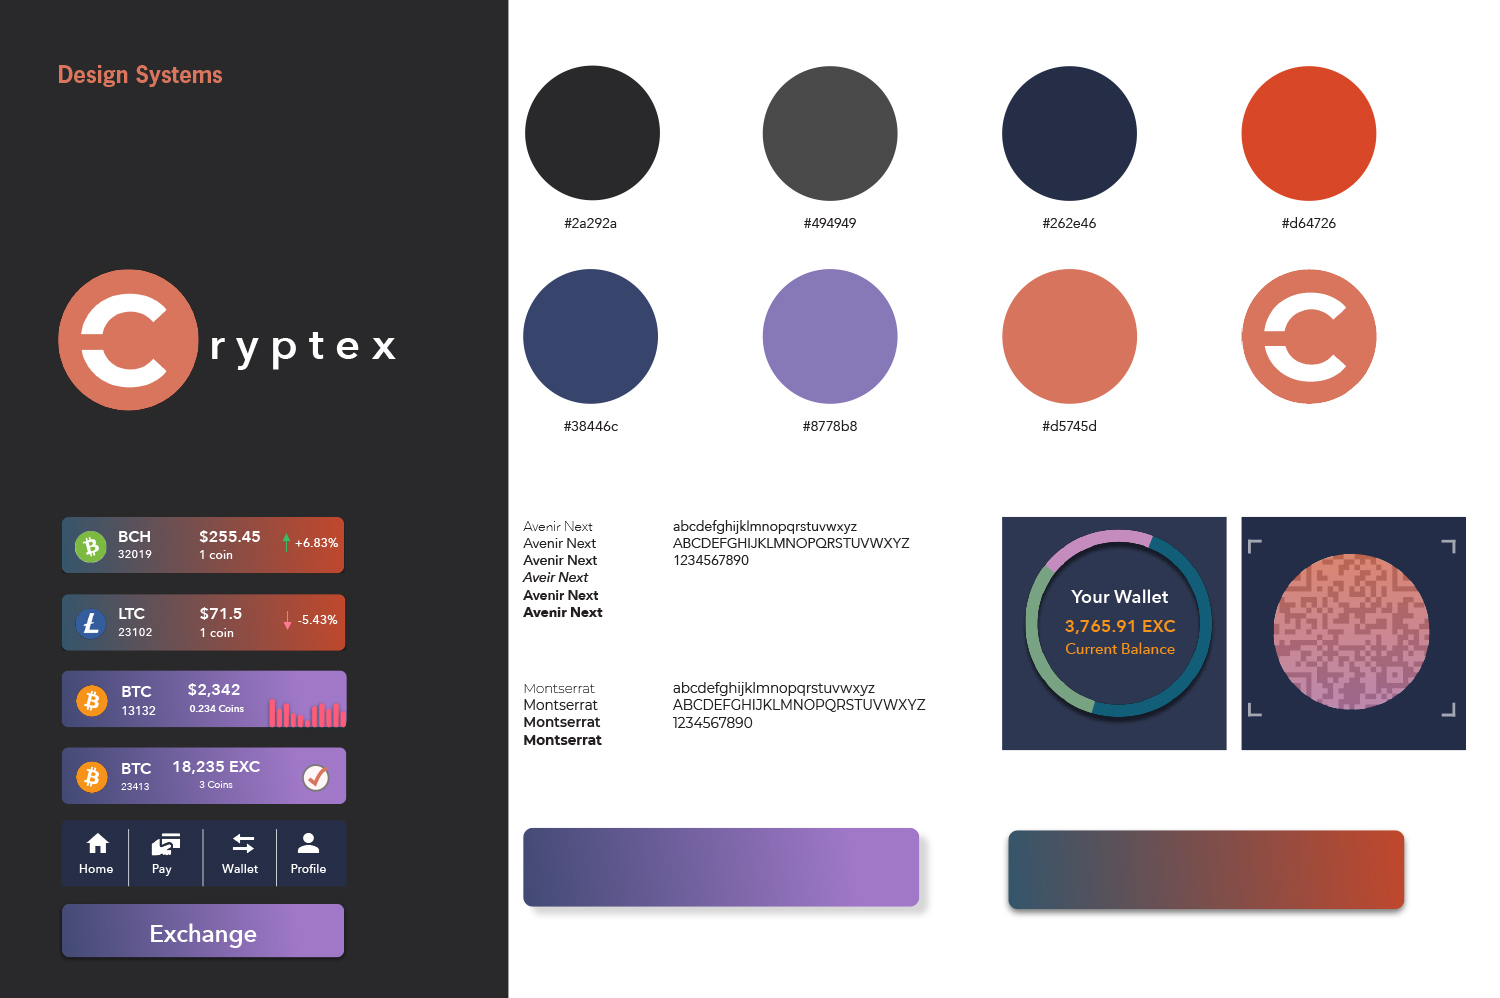 Design Systems
ryptex
BCH $255.45 +6.83%
32019 1 coin
LTC $71.5 -5.43%
23102 1 coin
BTC $2,342
13132 0.234 Coins
BTC 18,235 EXC
23413 3 Coins
Home Pay Wallet Profile
Exchange
#2a292a #494949 #262e46 #d64726
#38446c #8778b8 #d5745d
Avenir Next abcdefghijklmnopqrstuvwxyz
Avenir Next ABCDEFGHIJKLMNOPQRSTUVWXYZ
Avenir Next 1234567890
Aveir Next
Avenir Next
Avenir Next
Montserrat abcdefghijklmnopqrstuvwxyz
Montserrat ABCDEFGHIJKLMNOPQRSTUVWXYZ
Montserrat 1234567890
Montserrat
Your Wallet
3,765.91 EXC
Current Balance